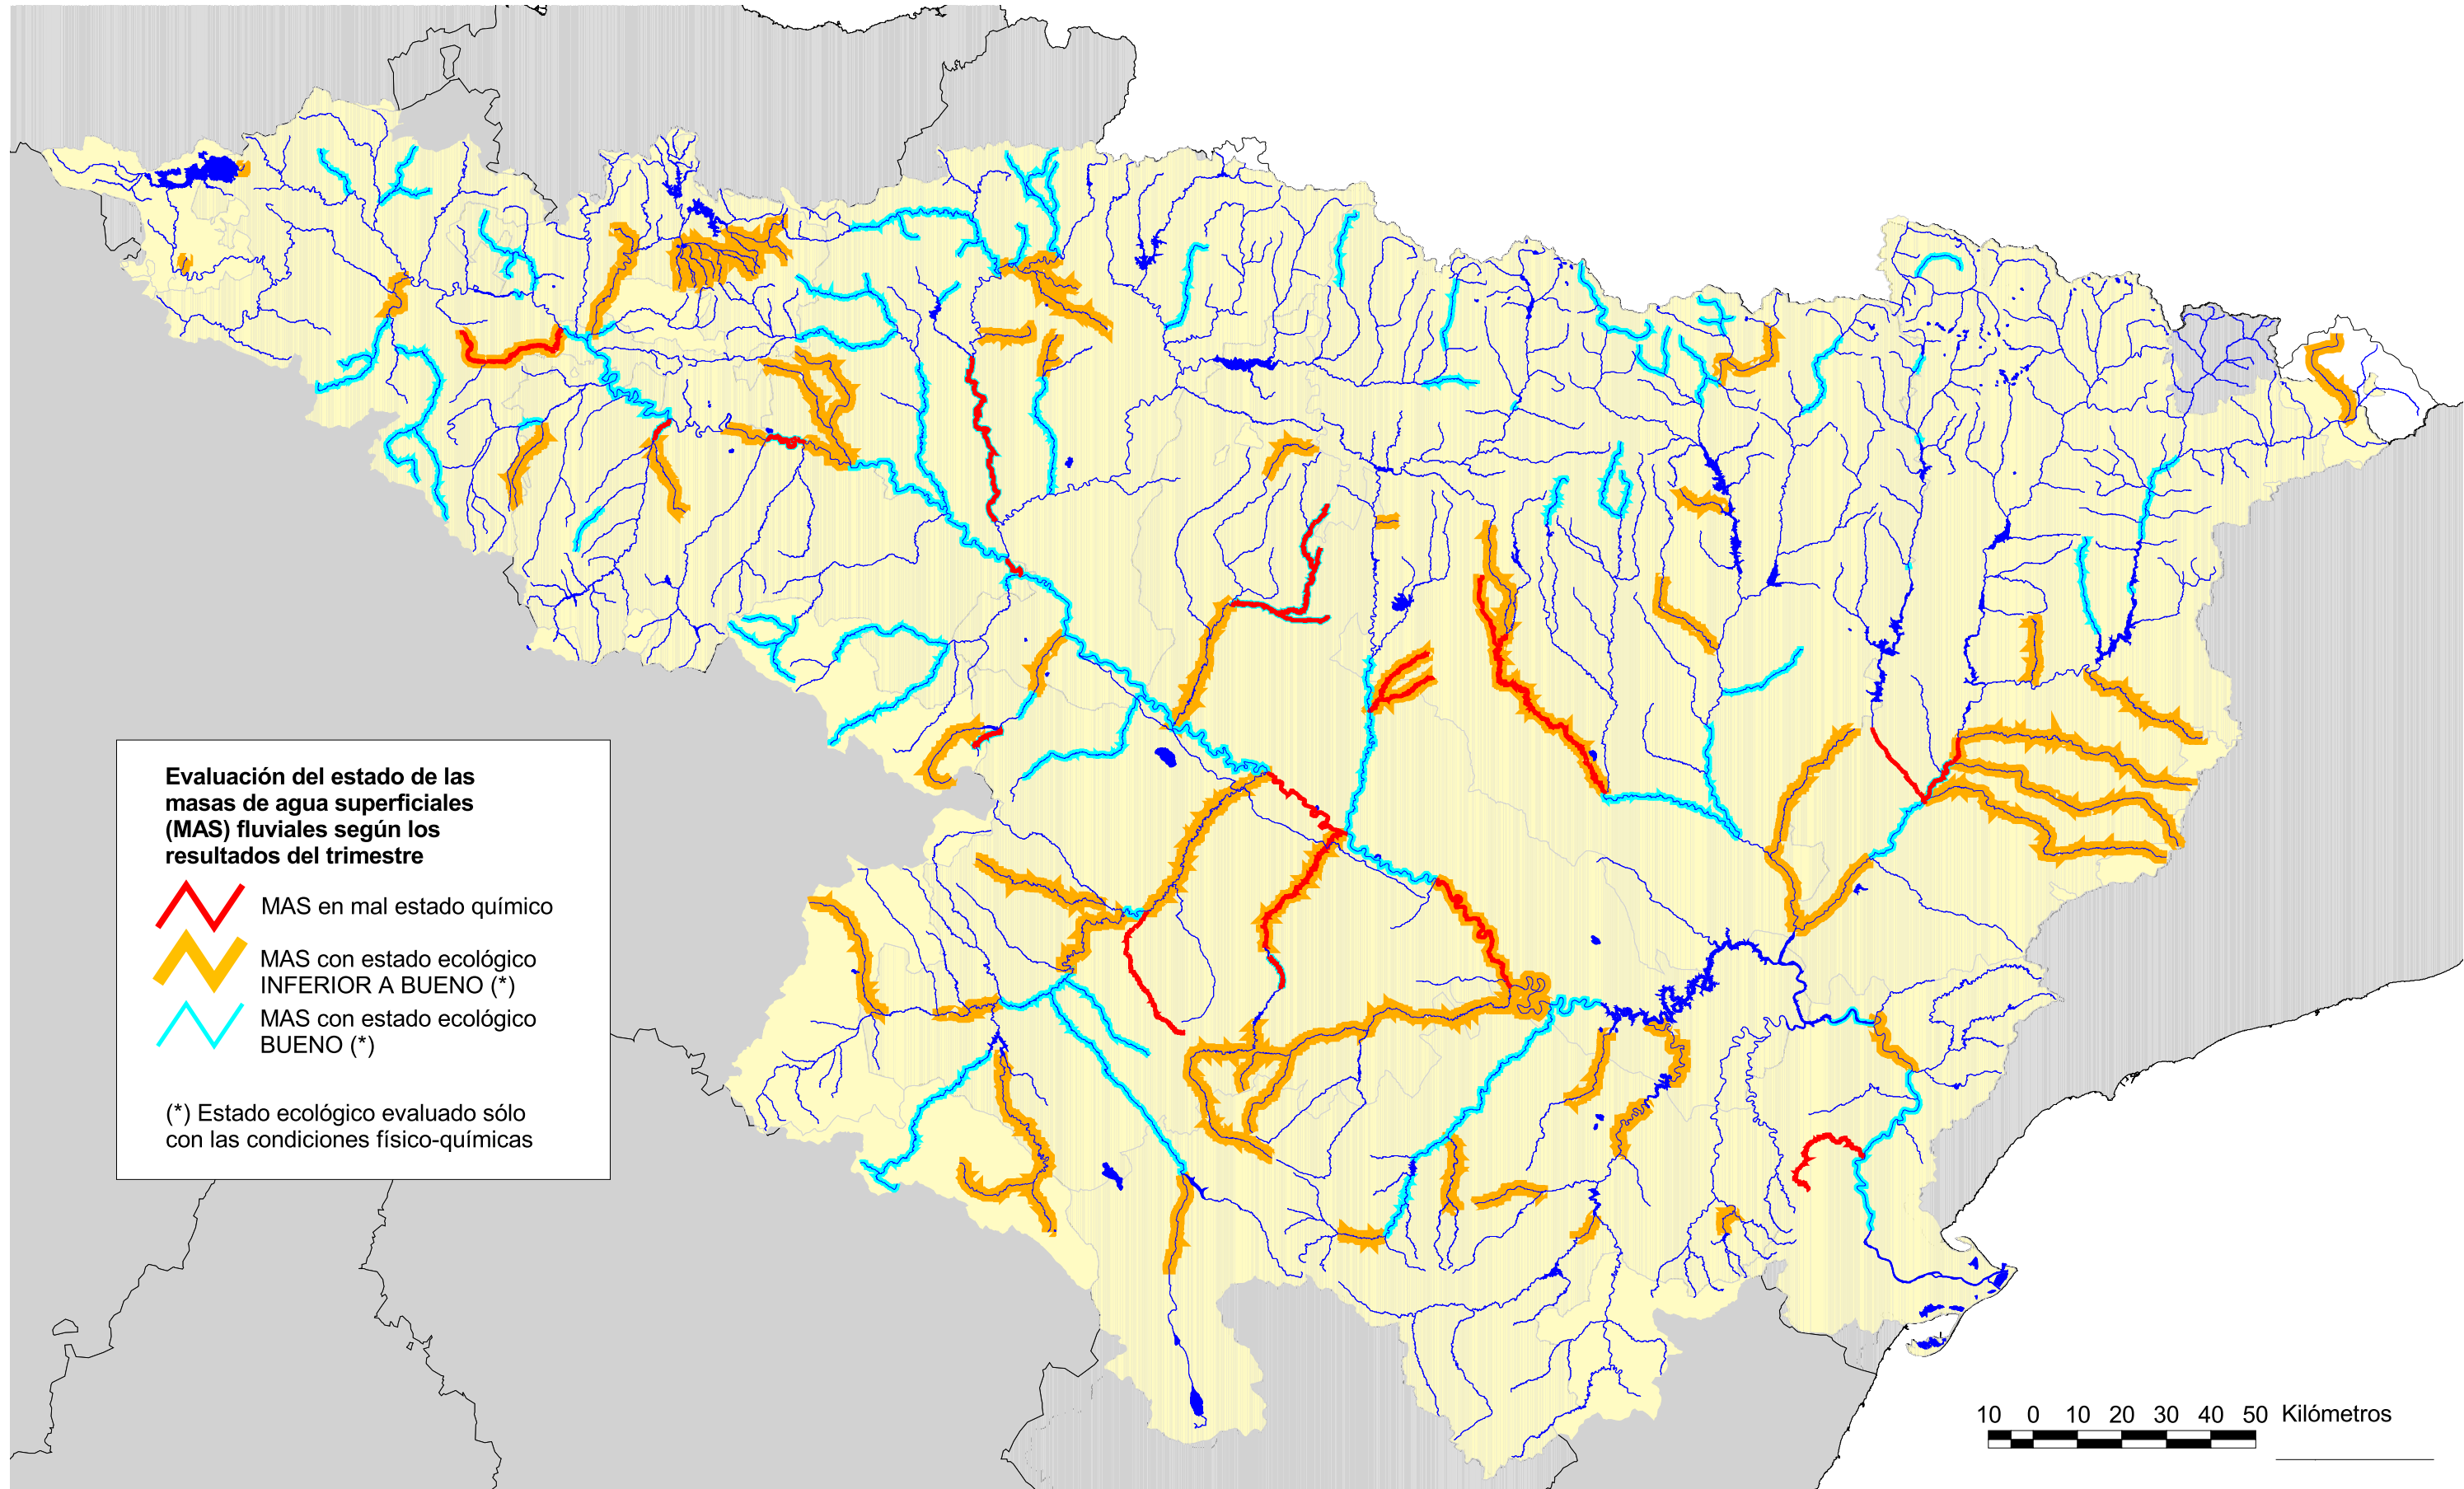 Evaluación del estado de las
masas de agua superficiales
(MAS) fluviales según los
resultados del trimestre
MAS en mal estado químico
MAS con estado ecológico
INFERIOR A BUENO (*)
MAS con estado ecológico
BUENO (*)
(*) Estado ecológico evaluado sólo
con las condiciones físico-químicas
10 0 10 20 30 40 50 Kilómetros